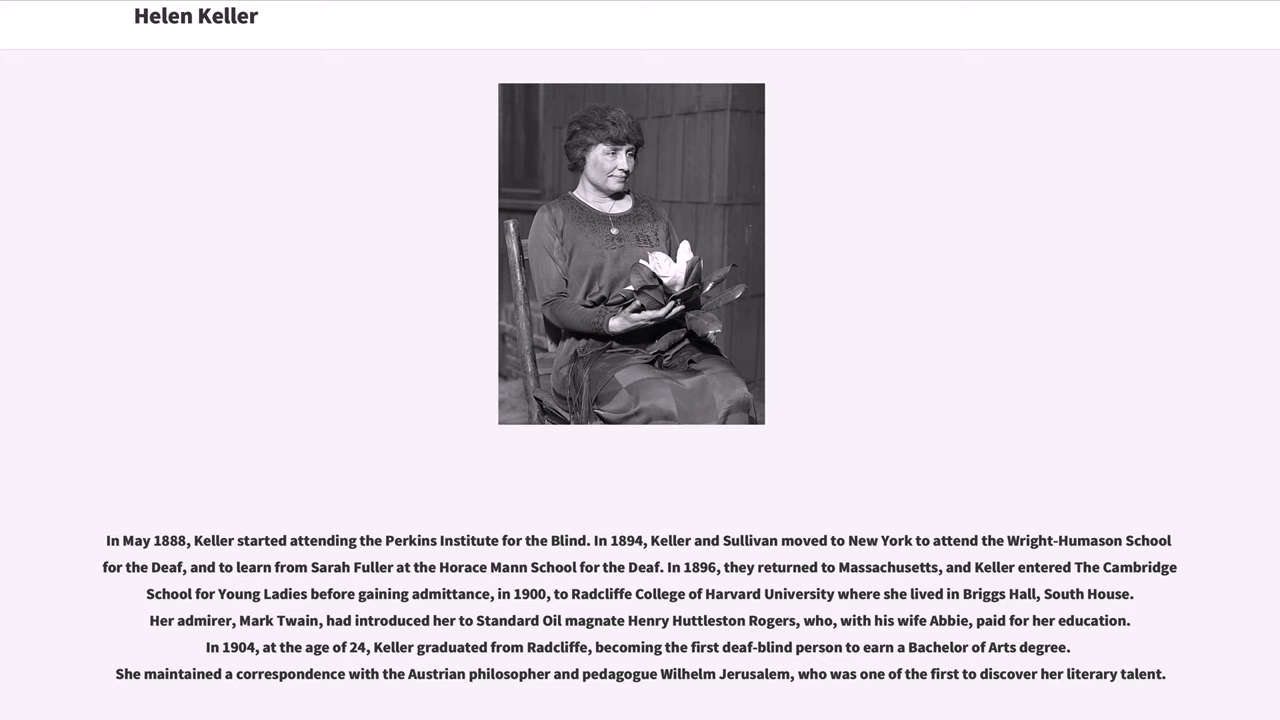 Helen Keller
In May 1888, Keller started attending the Perkins Institute for the Blind. In 1894, Keller and Sullivan moved to New York to attend the Wright-Humason School
for the Deaf, and to learn from Sarah Fuller at the Horace Mann School for the Deaf. In 1896, they returned to Massachusetts, and Keller entered The Cambridge
School for Young Ladies before gaining admittance, in 1900, to Radcliffe College of Harvard University where she lived in Briggs Hall, South House.
Her admirer, Mark Twain, had introduced her to Standard Oil magnate Henry Huttleston Rogers, who, with his wife Abbie, paid for her education.
In 1904, at the age of 24, Keller graduated from Radcliffe, becoming the first deaf-blind person to earn a Bachelor of Arts degree.
She maintained a correspondence with the Austrian philosopher and pedagogue Wilhelm Jerusalem, who was one of the first to discover her literary talent.